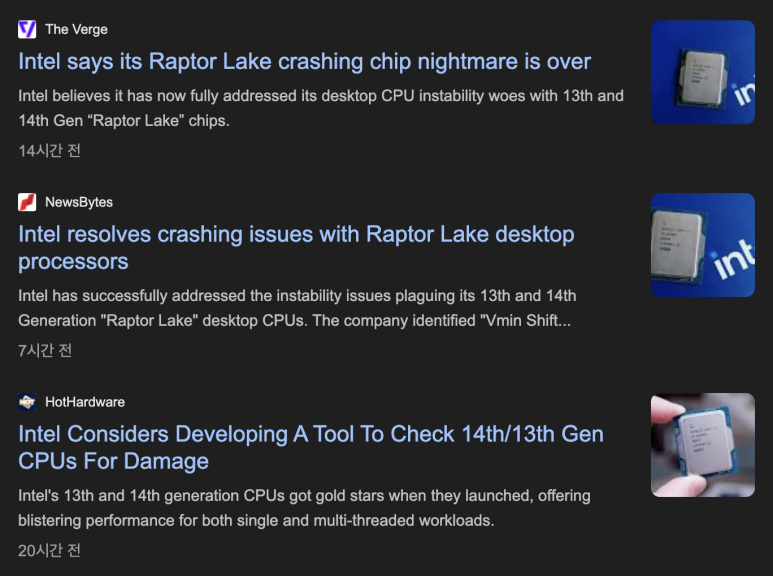 The Verge
Intel says its Raptor Lake crashing chip nightmare is over
Intel believes it has now fully addressed its desktop CPU instability woes with 13th and
14th Gen “Raptor Lake” chips.
14시간 전
NewsBytes
Intel resolves crashing issues with Raptor Lake desktop
processors
Intel has successfully addressed the instability issues plaguing its 13th and 14th
Generation "Raptor Lake" desktop CPUs. The company identified "Vmin Shift...
7시간 전
HotHardware
Intel Considers Developing A Tool To Check 14th/13th Gen
CPUs For Damage
Intel's 13th and 14th generation CPUs got gold stars when they launched, offering
blistering performance for both single and multi-threaded workloads.
20시간 전